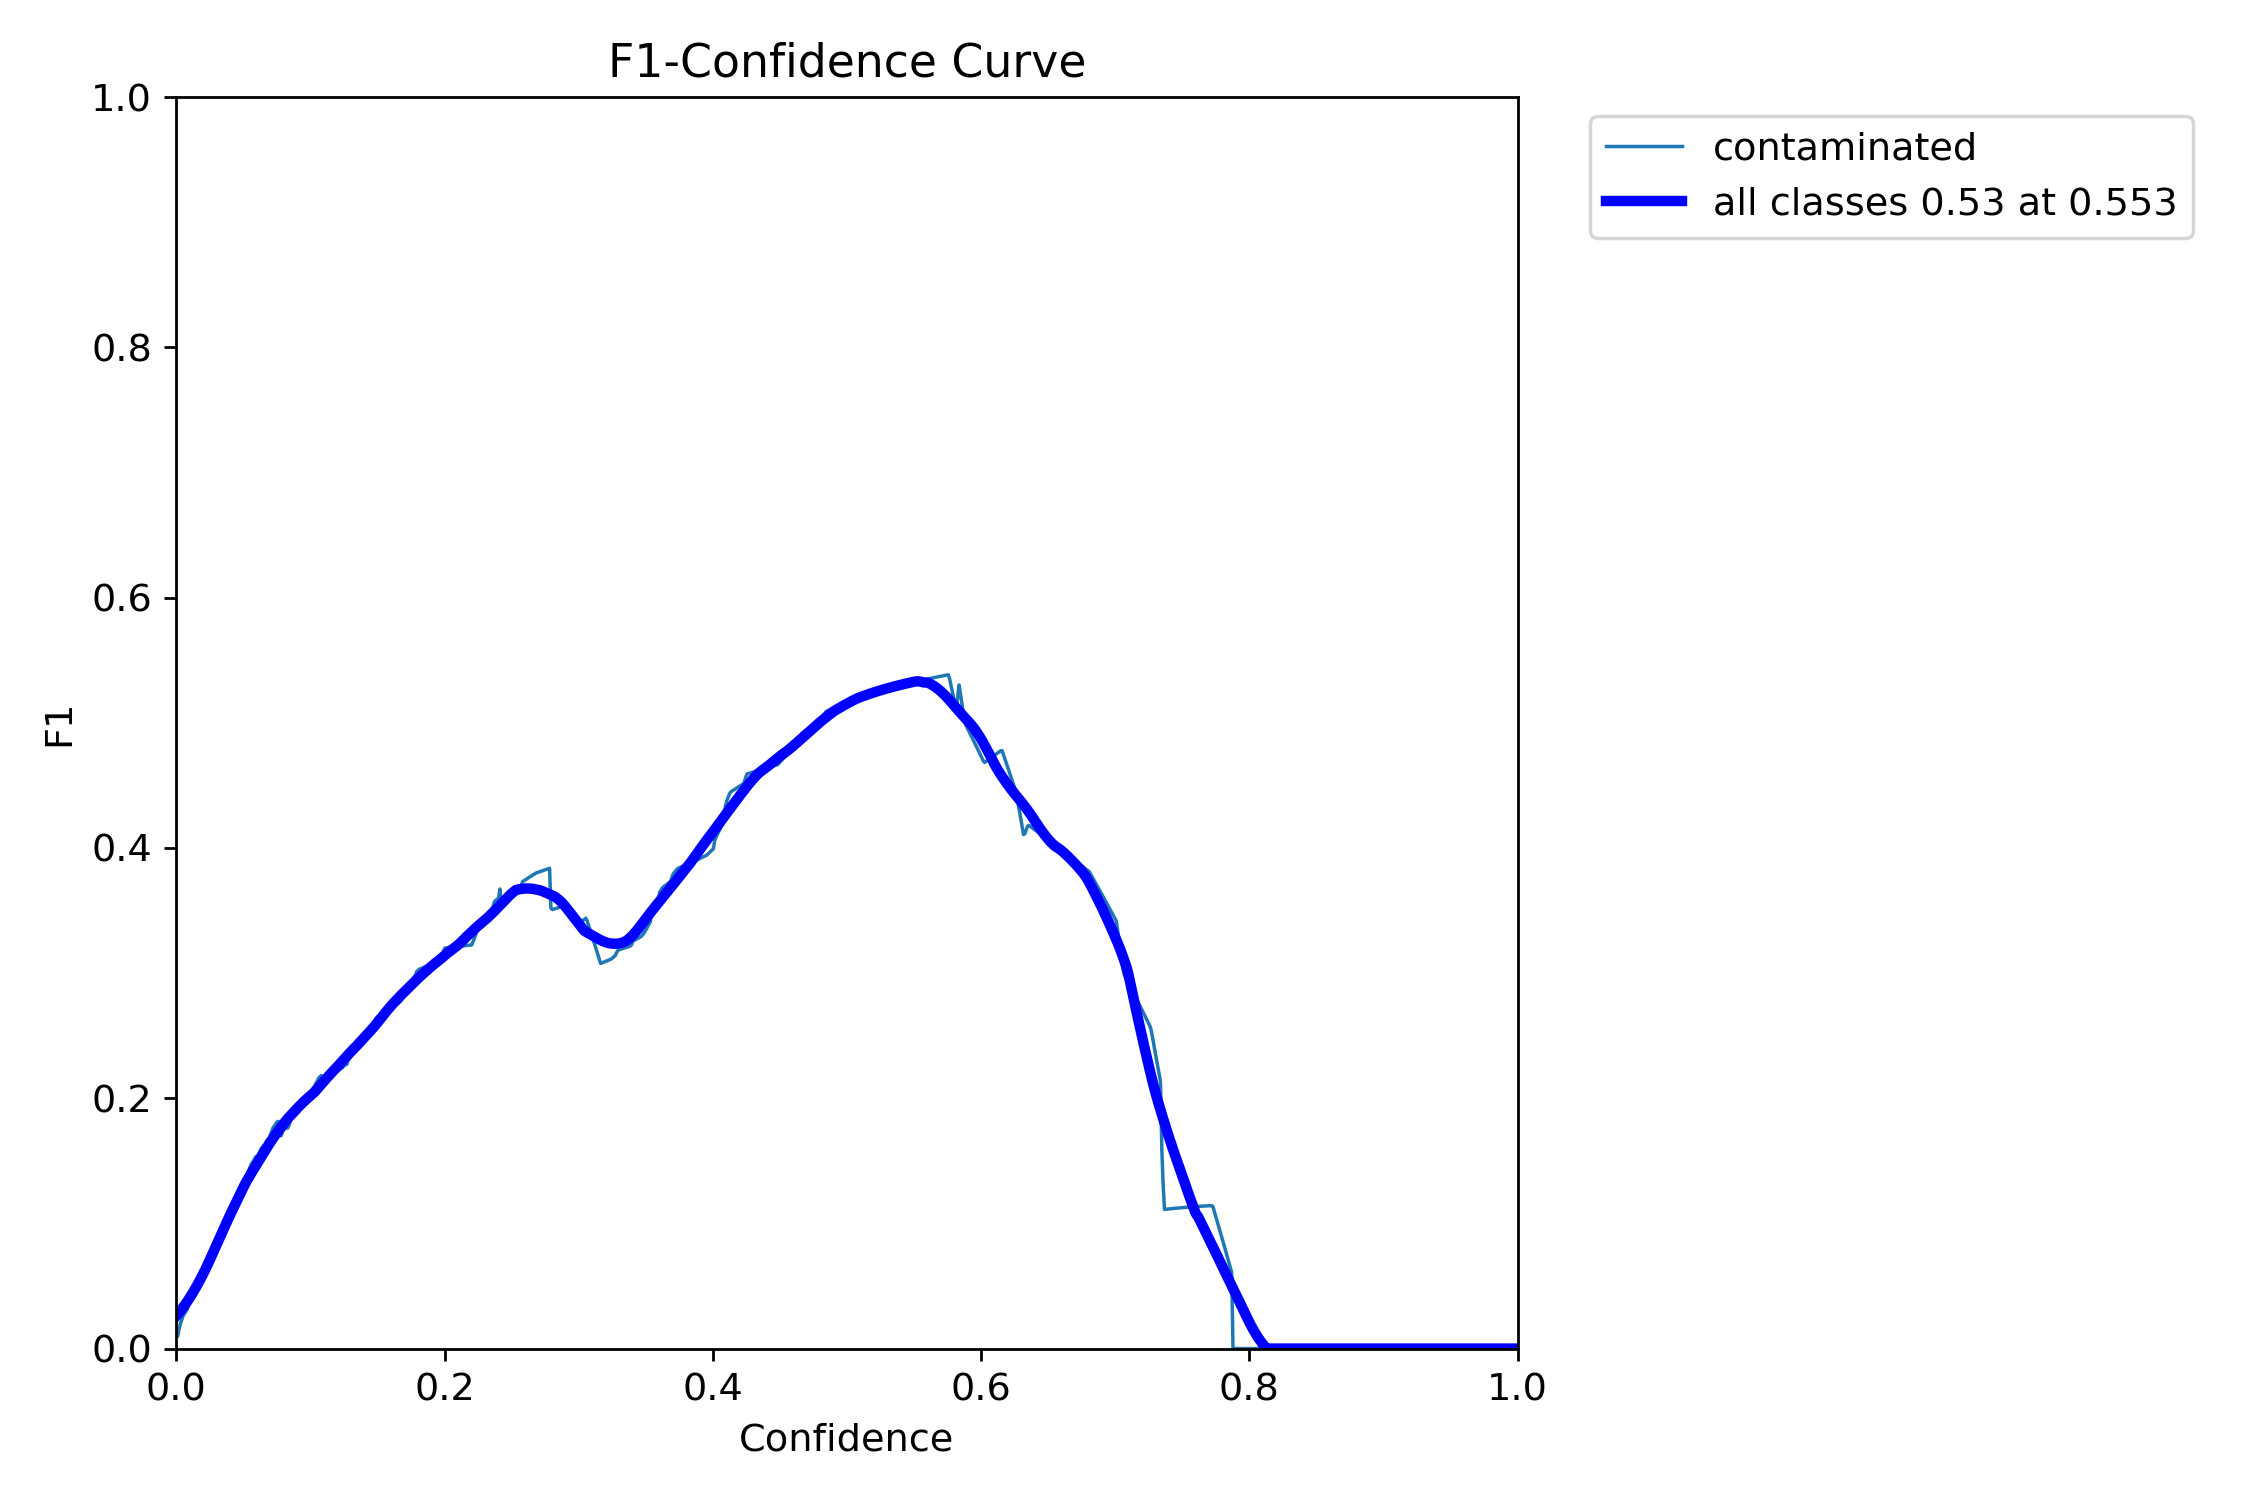 F1-Confidence Curve
1.0
0.8
0.6
0.4
0.2
0.0
F1
0.0 0.2 0.4 0.6 0.8 1.0
Confidence
contaminated
all classes 0.53 at 0.553